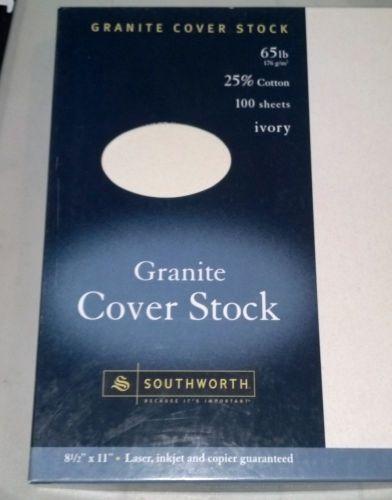 GRANITE COVER STOCK
65lb
176 g/m²
25% Cotton
100 sheets
ivory
Granite
Cover Stock
S SOUTHWORTH.
BECAUSE IT'S IMPORTANT.®
8½" x 11" • Laser, inkjet and copier guaranteed